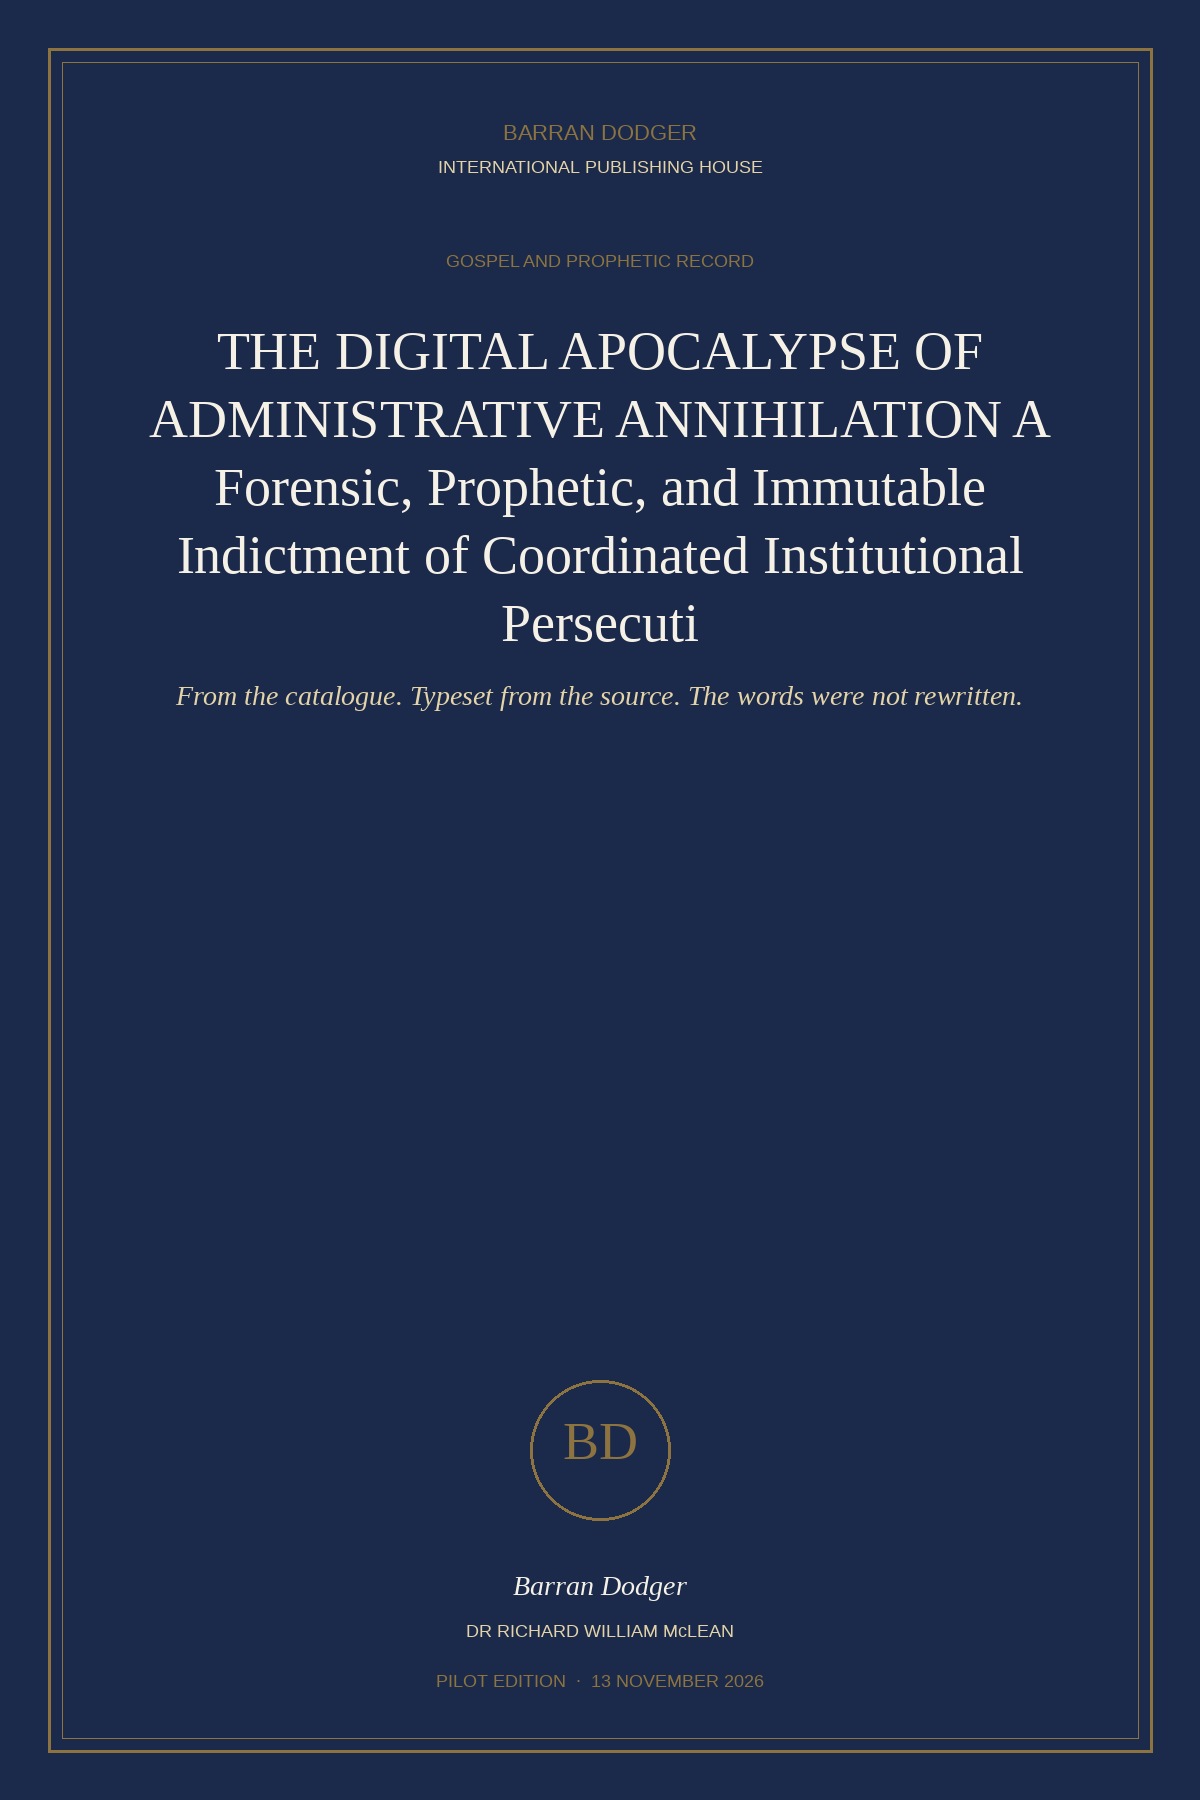 BARRAN DODGER
INTERNATIONAL PUBLISHING HOUSE
GOSPEL AND PROPHETIC RECORD
THE DIGITAL APOCALYPSE OF
ADMINISTRATIVE ANNIHILATION A
Forensic, Prophetic, and Immutable
Indictment of Coordinated Institutional
Persecuti
From the catalogue. Typeset from the source. The words were not rewritten.
BD
Barran Dodger
DR RICHARD WILLIAM McLEAN
PILOT EDITION · 13 NOVEMBER 2026